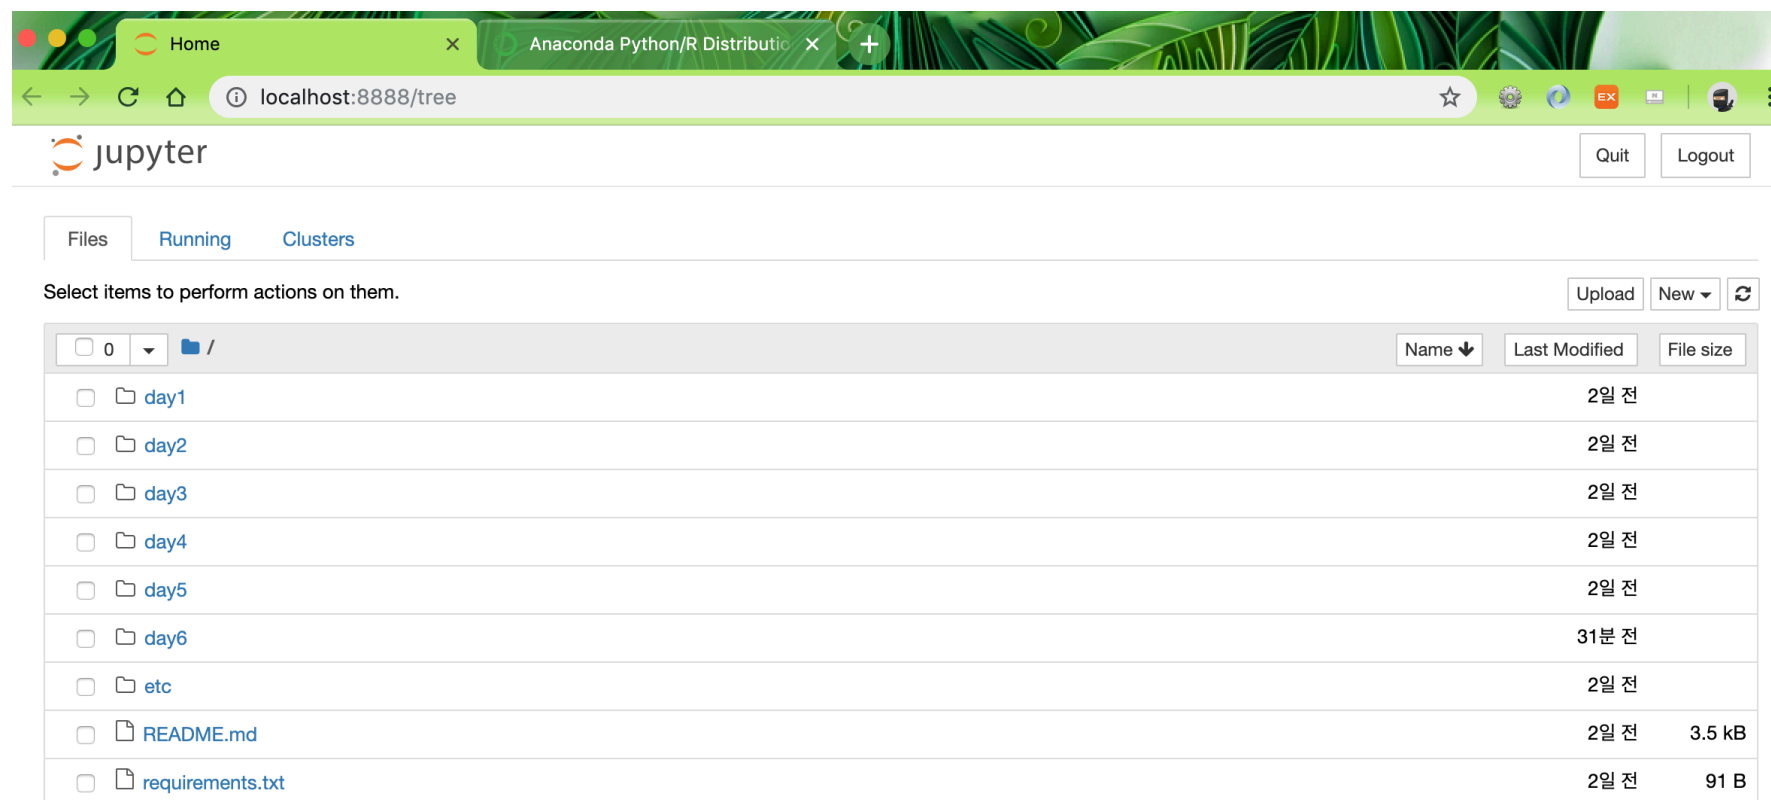 Home
Anaconda Python/R Distributic
localhost:8888/tree
EX
N
jupyter
Quit
Logout
Files
Running
Clusters
Select items to perform actions on them.
Upload
New
0
/
Name
Last Modified
File size
day1 2일 전
day2 2일 전
day3 2일 전
day4 2일 전
day5 2일 전
day6 31분 전
etc 2일 전
README.md 2일 전 3.5 kB
requirements.txt 2일 전 91 B